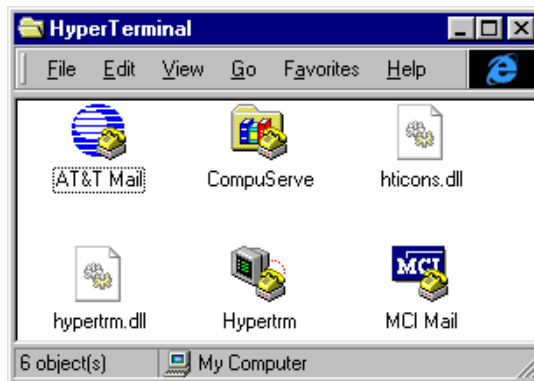 HyperTerminal
File Edit View Go Favorites Help
AT&T Mail CompuServe hticons.dll
MCI
hypertrm.dll Hypertrm MCI Mail
6 object(s) My Computer